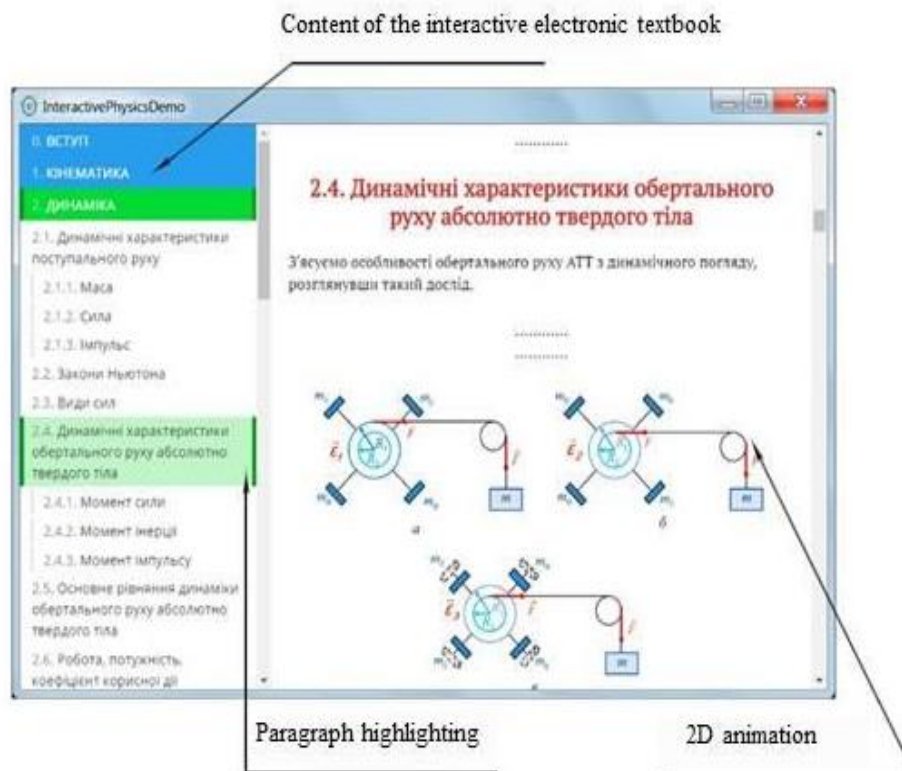 Content of the interactive electronic textbook
InteractivePhysicsDemo
0. ВСТУП
1. КІНЕМАТИКА
2. ДИНАМІКА
2.1. Динамічні характеристики
поступального руху
2.1.1. Маса
2.1.2. Сила
2.1.3. Імпульс
2.2. Закони Ньютона
2.3. Види сил
2.4. Динамічні характеристики
обертального руху абсолютно
твердого тіла
2.4.1. Момент сили
2.4.2. Момент інерції
2.4.3. Момент імпульсу
2.5. Основне рівняння динаміки
обертального руху абсолютно
твердого тіла
2.6. Робота, потужність,
коефіцієнт корисної дії
2.4. Динамічні характеристики обертального
руху абсолютно твердого тіла
З'ясуємо особливості обертального руху АТТ з динамічного погляду,
розглянувши такий дослід.
m
а
m
б
m
Paragraph highlighting
2D animation